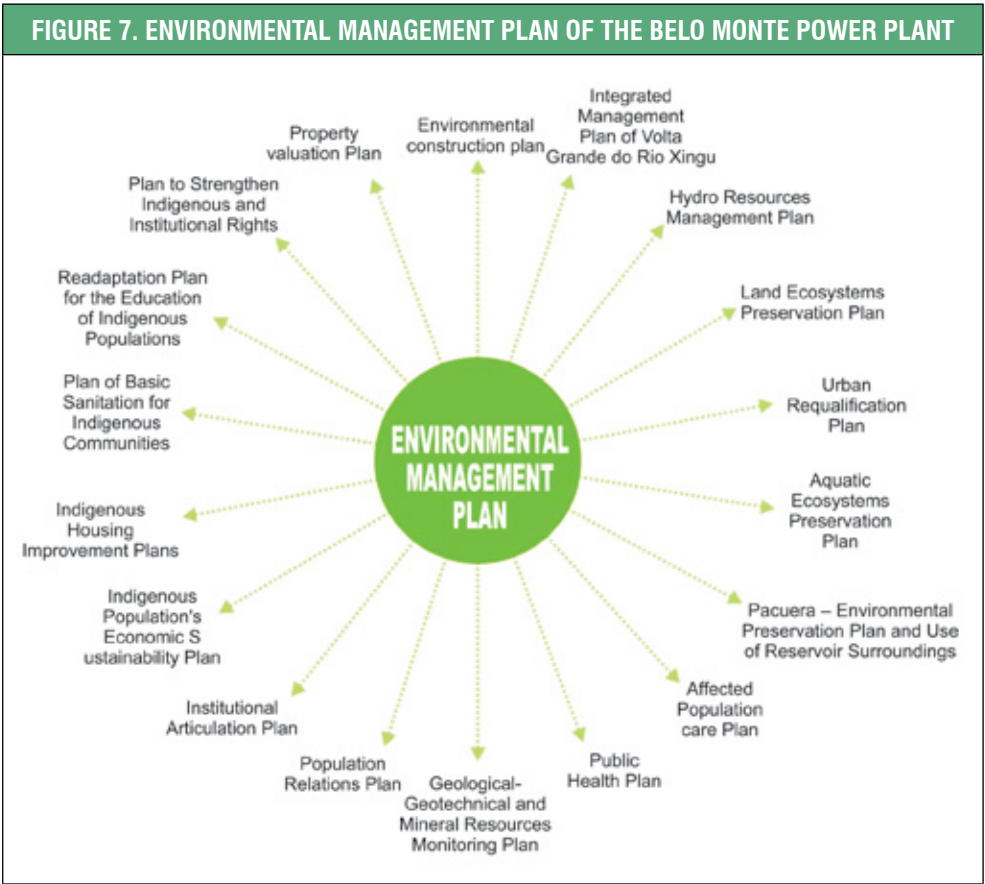 FIGURE 7. ENVIRONMENTAL MANAGEMENT PLAN OF THE BELO MONTE POWER PLANT
Environmental
construction plan
Integrated
Management
Plan of Volta
Grande do Rio Xingu
Hydro Resources
Management Plan
Land Ecosystems
Preservation Plan
Urban
Requalification
Plan
Aquatic
Ecosystems
Preservation
Plan
Pacuera – Environmental
Preservation Plan and Use
of Reservoir Surroundings
Affected
Population
care Plan
Public
Health Plan
Geological-
Geotechnical and
Mineral Resources
Monitoring Plan
Population
Relations Plan
Institutional
Articulation Plan
Indigenous
Population's
Economic S
ustainability Plan
Indigenous
Housing
Improvement Plans
Plan of Basic
Sanitation for
Indigenous
Communities
Readaptation Plan
for the Education
of Indigenous
Populations
Plan to Strengthen
Indigenous and
Institutional Rights
Property
valuation Plan
ENVIRONMENTAL
MANAGEMENT
PLAN